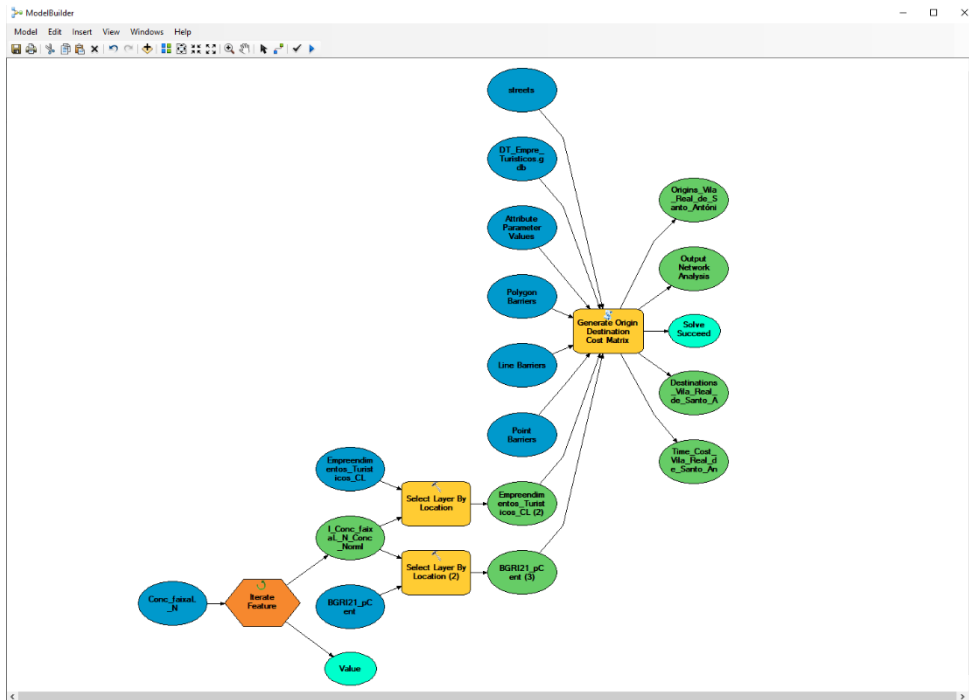 ModelBuilder
Model Edit Insert View Windows Help
streets
DT_Empre_
Turisticos.g
db
Attribute
Parameter
Values
Polygon
Barriers
Line Barriers
Point
Barriers
Generate Origin
Destination
Cost Matrix
Origins_Vila
_Real_de_S
anto_Antóni
Output
Network
Analysis
Solve
Succeed
Destinations
_Vila_Real_
de_Santo_A
Time_Cost_
Vila_Real_d
e_Santo_An
Empreendim
entos_Turist
icos_CL
Select Layer By
Location
Empreendim
entos_Turist
icos_CL (2)
I_Conc_faix
aL_N_Conc
_Norml
Select Layer By
Location (2)
BGRI21_pC
ent (3)
Conc_faixaL
_N
Iterate
Feature
BGRI21_pC
ent
Value